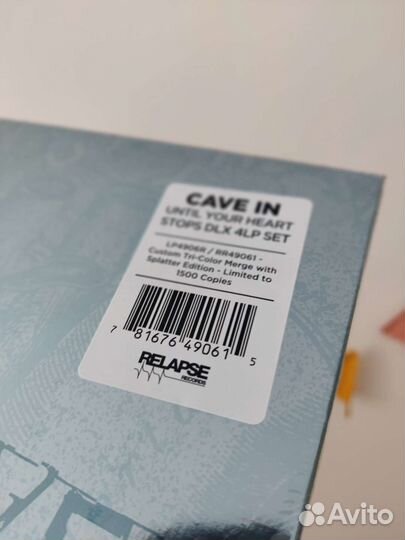 CAVE IN
UNTIL YOUR HEART
STOPS DLX 4LP SET
LP4906R / RR49061 -
Custom Tri-Color Merge with
Splatter Edition - Limited to
1500 Copies
7 81676 49061 5
RELAPSE
RECORDS
Avito